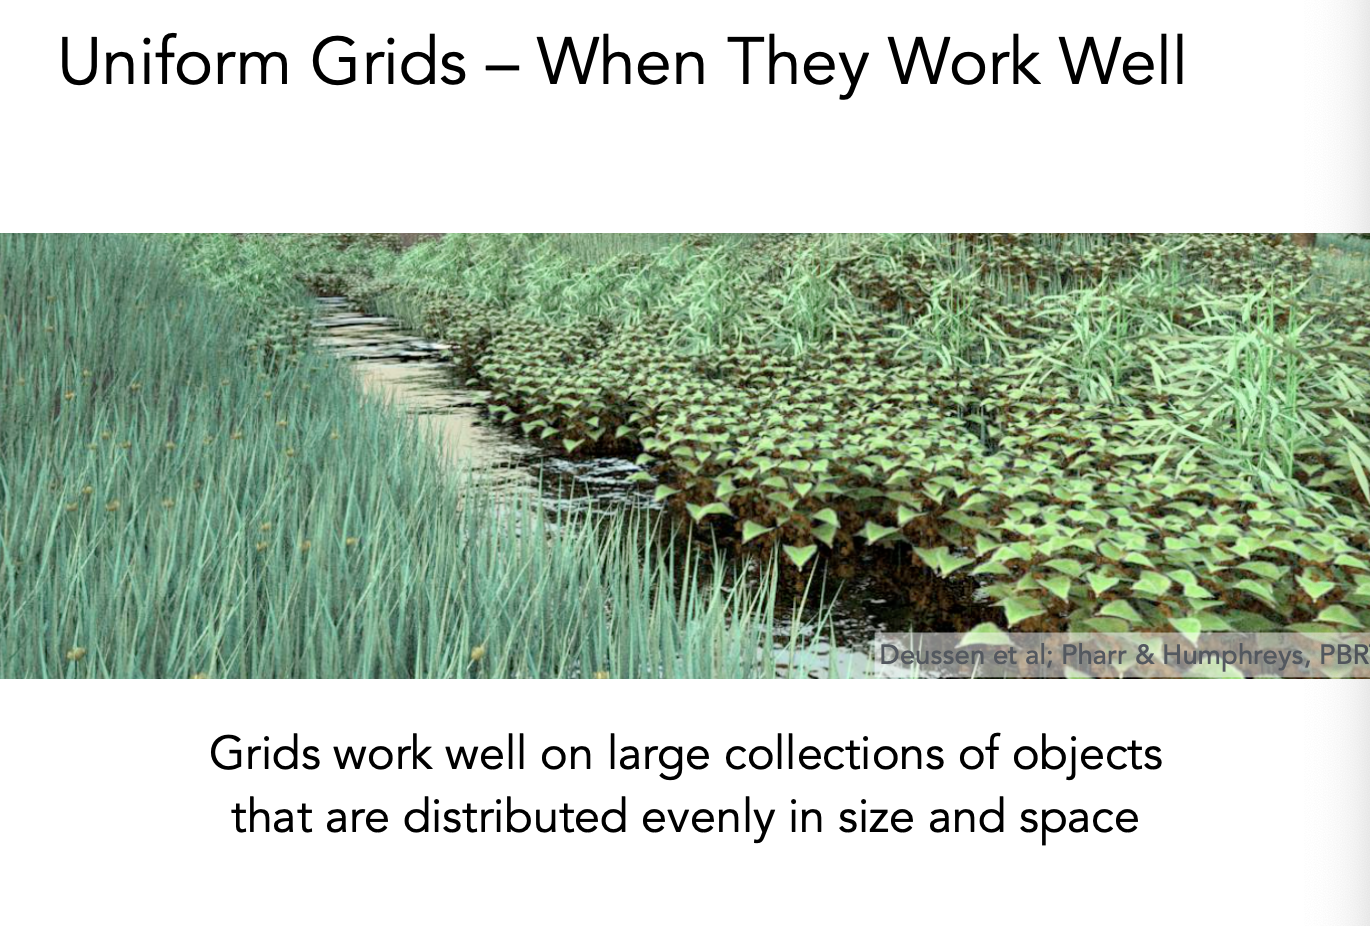 Uniform Grids – When They Work Well
Deussen et al; Pharr & Humphreys, PBR
Grids work well on large collections of objects
that are distributed evenly in size and space